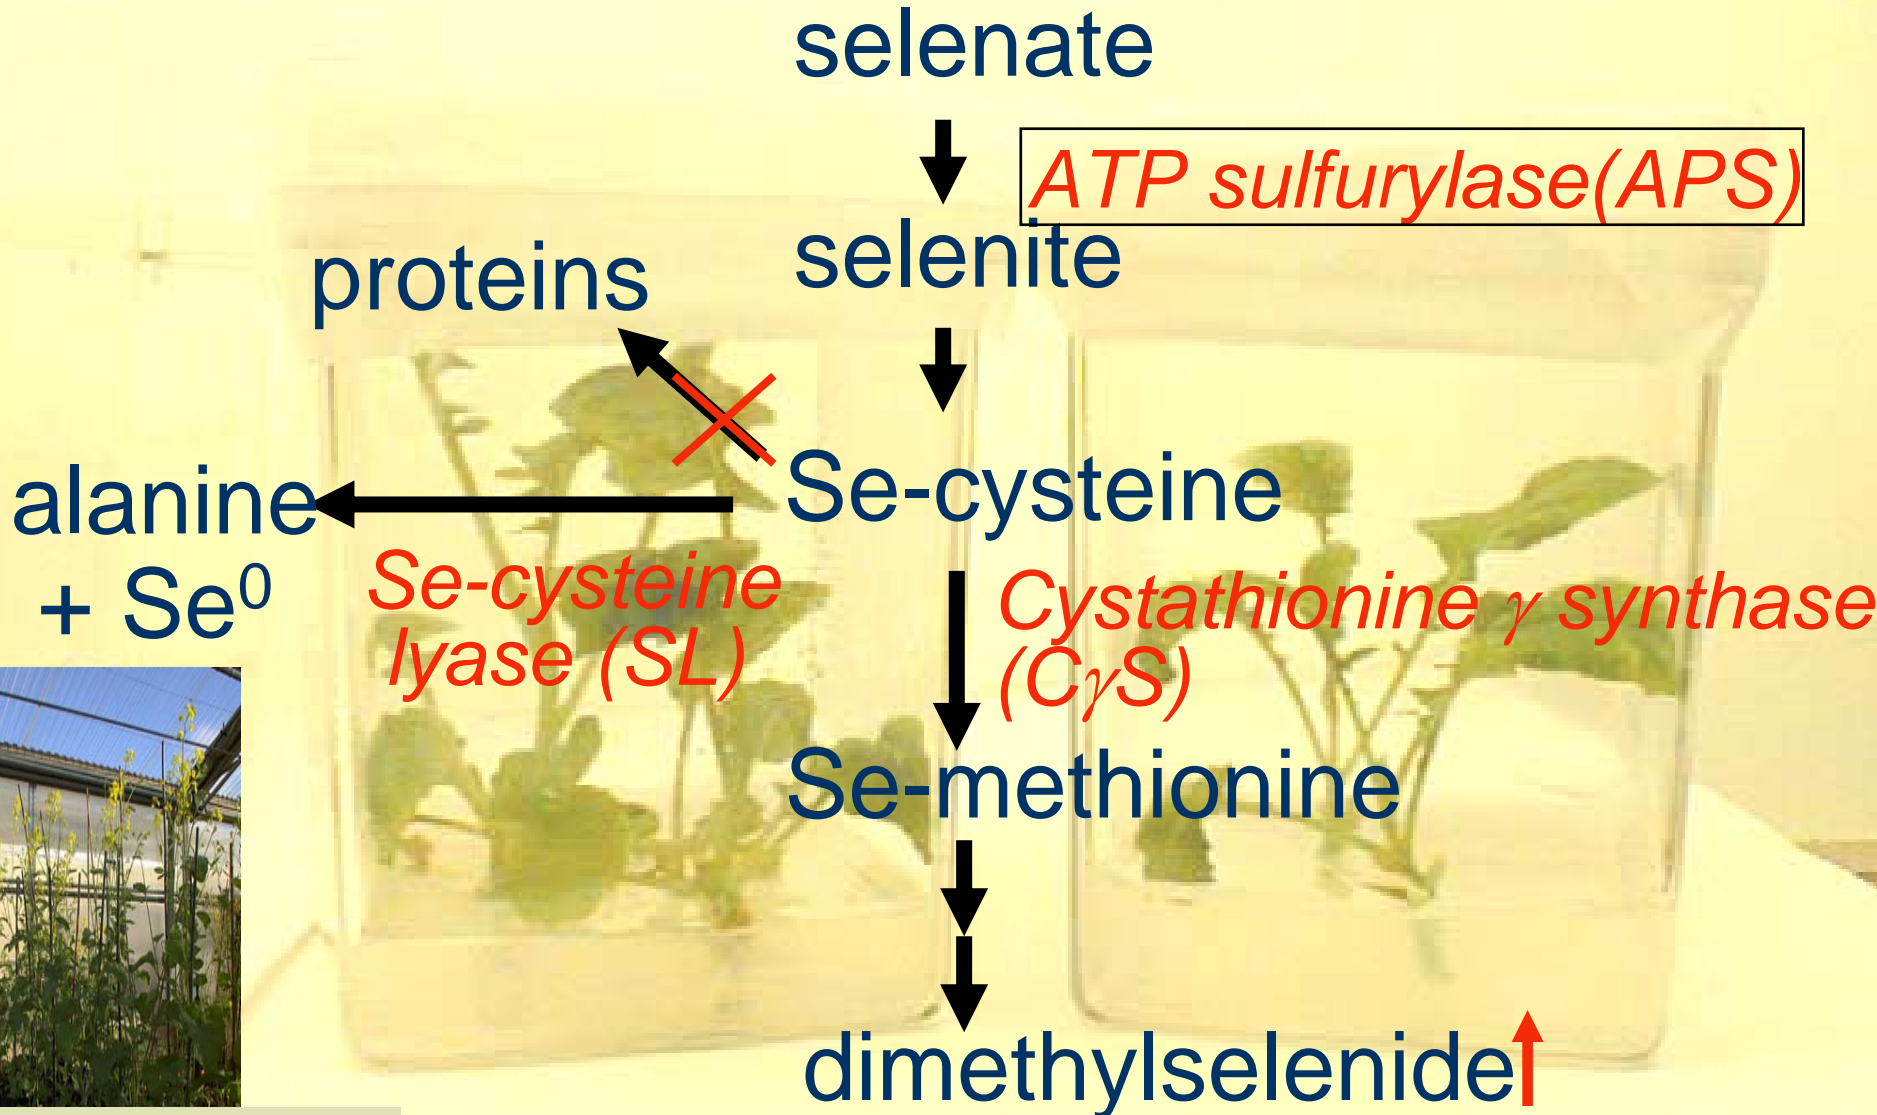 selenate
ATP sulfurylase(APS)
selenite
proteins
Se-cysteine
alanine
+ Se⁰
Se-cysteine
lyase (SL)
Cystathionine γ synthase
(CγS)
Se-methionine
dimethylselenide